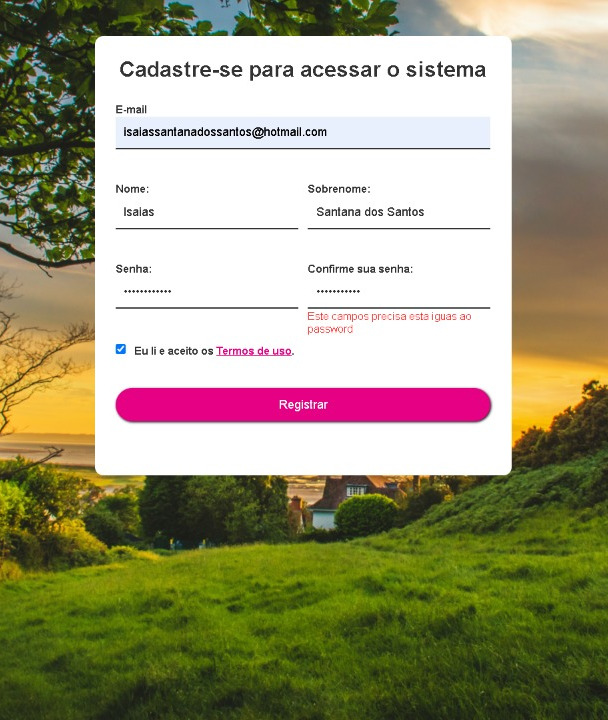 Cadastre-se para acessar o sistema
E-mail
isaiassantanadossantos@hotmail.com
Nome: Sobrenome:
Isaias Santana dos Santos
Senha: Confirme sua senha:
•••••••••••• •••••••••••
Este campos precisa esta iguas ao
password
Eu li e aceito os Termos de uso.
Registrar